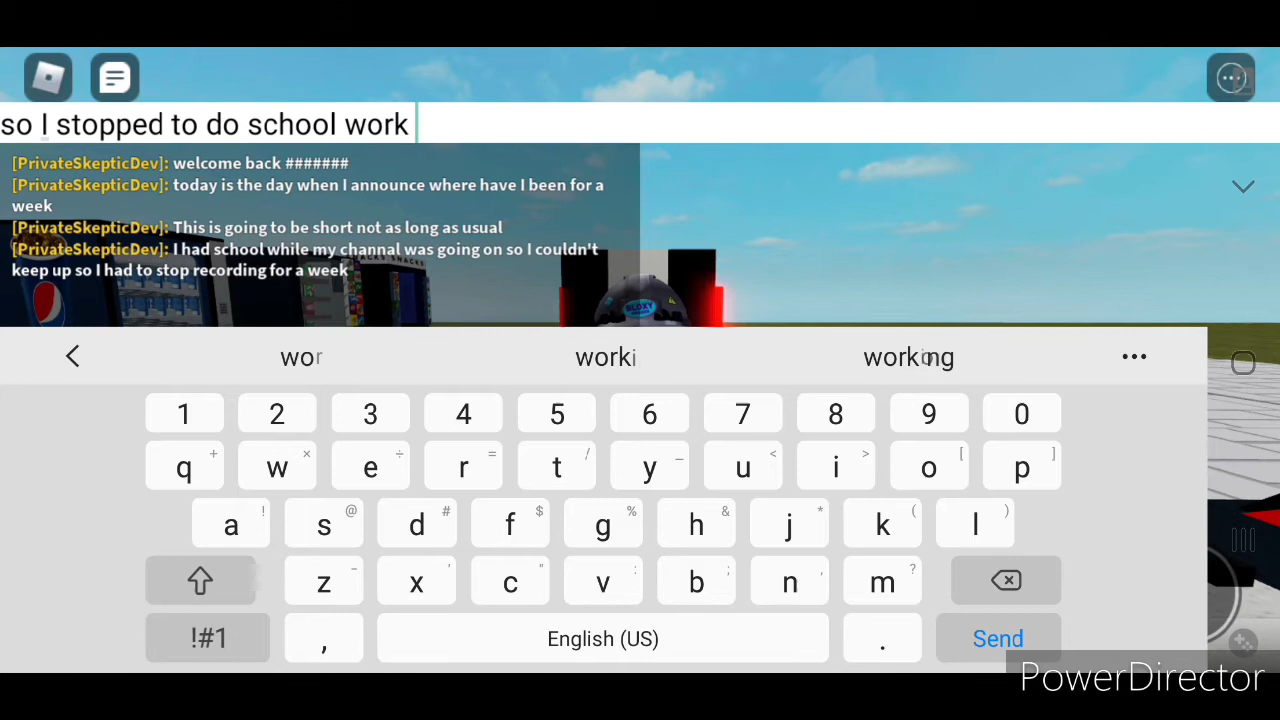 so I stopped to do school work
[PrivateSkepticDev]: welcome back #######
[PrivateSkepticDev]: today is the day when I announce where have I been for a
week
[PrivateSkepticDev]: This is going to be short not as long as usual
[PrivateSkepticDev]: I had school while my channal was going on so I couldn't
keep up so I had to stop recording for a week
SNACKS
BLOXY
wor worki working
1 2 3 4 5 6 7 8 9 0
q + w × e ÷ r = t / y _ u < i > o [ p ]
a ! s @ d # f $ g % h & j * k ( l )
z - x ' c " v : b ; n , m ?
!#1 , English (US) . Send
PowerDirector